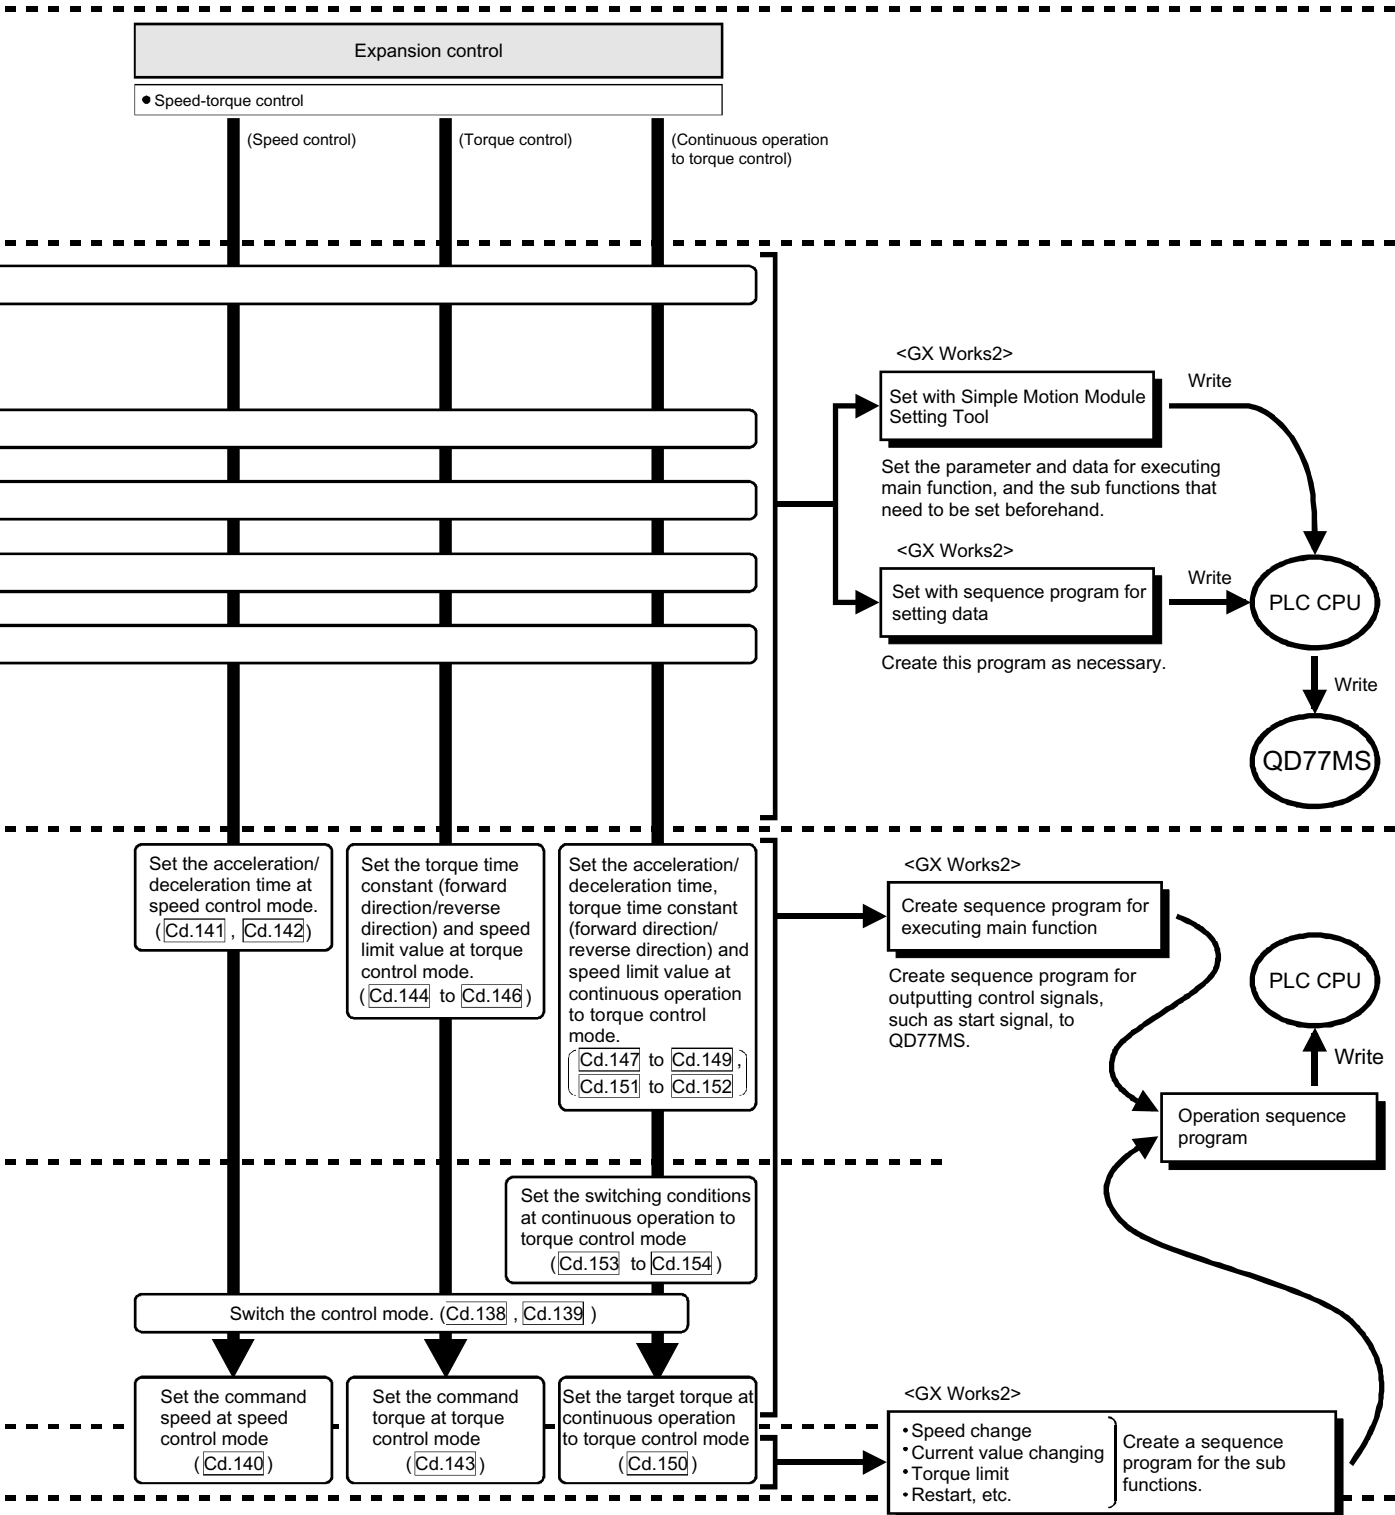 Expansion control
● Speed-torque control
(Speed control)
(Torque control)
(Continuous operation
to torque control)
<GX Works2>
Set with Simple Motion Module
Setting Tool
Write
Set the parameter and data for executing
main function, and the sub functions that
need to be set beforehand.
<GX Works2>
Set with sequence program for
setting data
Write
PLC CPU
Create this program as necessary.
Write
QD77MS
Set the acceleration/
deceleration time at
speed control mode.
(Cd.141 , Cd.142)
Set the torque time
constant (forward
direction/reverse
direction) and speed
limit value at torque
control mode.
(Cd.144 to Cd.146)
Set the acceleration/
deceleration time,
torque time constant
(forward direction/
reverse direction) and
speed limit value at
continuous operation
to torque control
mode.
(Cd.147 to Cd.149,
Cd.151 to Cd.152)
<GX Works2>
Create sequence program for
executing main function
Create sequence program for
outputting control signals,
such as start signal, to
QD77MS.
PLC CPU
Write
Operation sequence
program
Set the switching conditions
at continuous operation to
torque control mode
(Cd.153 to Cd.154)
Switch the control mode. (Cd.138 , Cd.139 )
Set the command
speed at speed
control mode
(Cd.140)
Set the command
torque at torque
control mode
(Cd.143)
Set the target torque at
continuous operation
to torque control mode
(Cd.150)
<GX Works2>
• Speed change
• Current value changing
• Torque limit
• Restart, etc.
Create a sequence
program for the sub
functions.